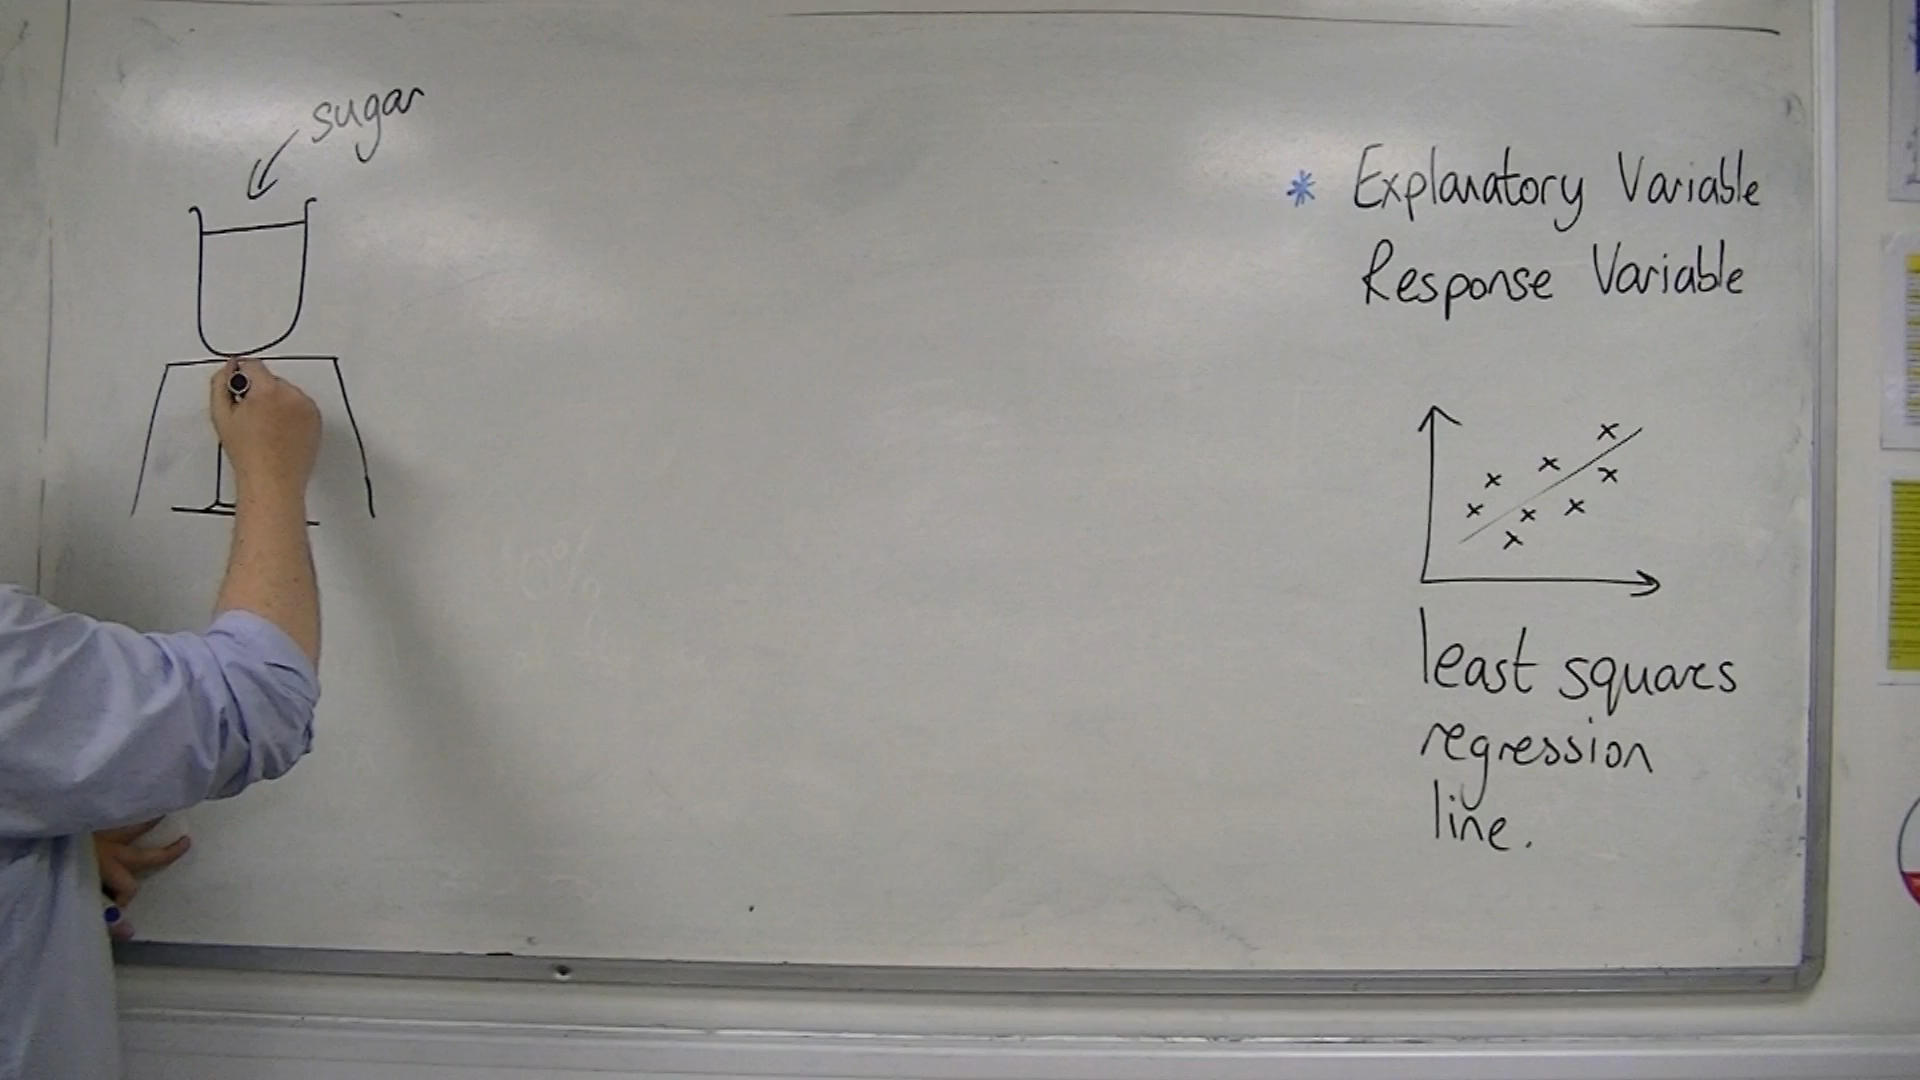 sugar
* Explanatory Variable
Response Variable
least squares
regression
line.